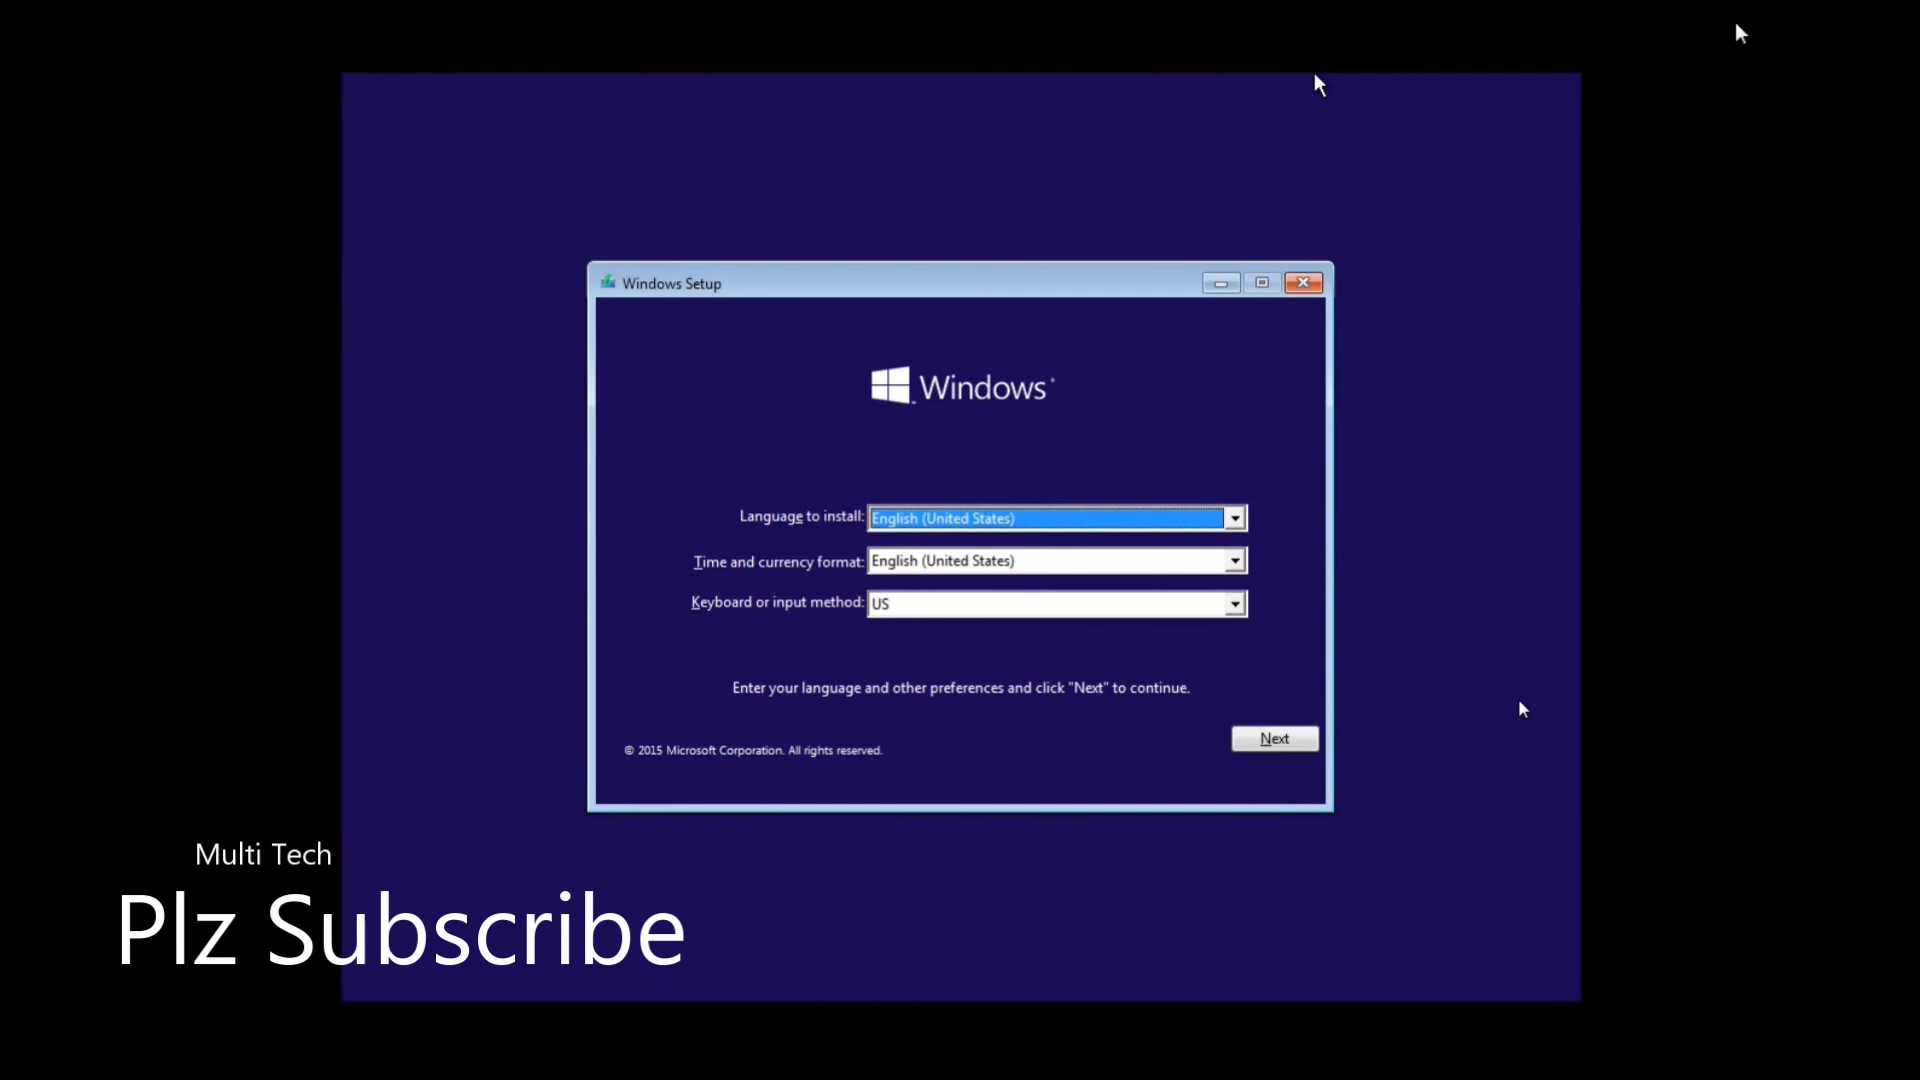 Windows Setup
Windows
Language to install: English (United States)
Time and currency format: English (United States)
Keyboard or input method: US
Enter your language and other preferences and click "Next" to continue.
Next
© 2015 Microsoft Corporation. All rights reserved.
Multi Tech
Plz Subscribe